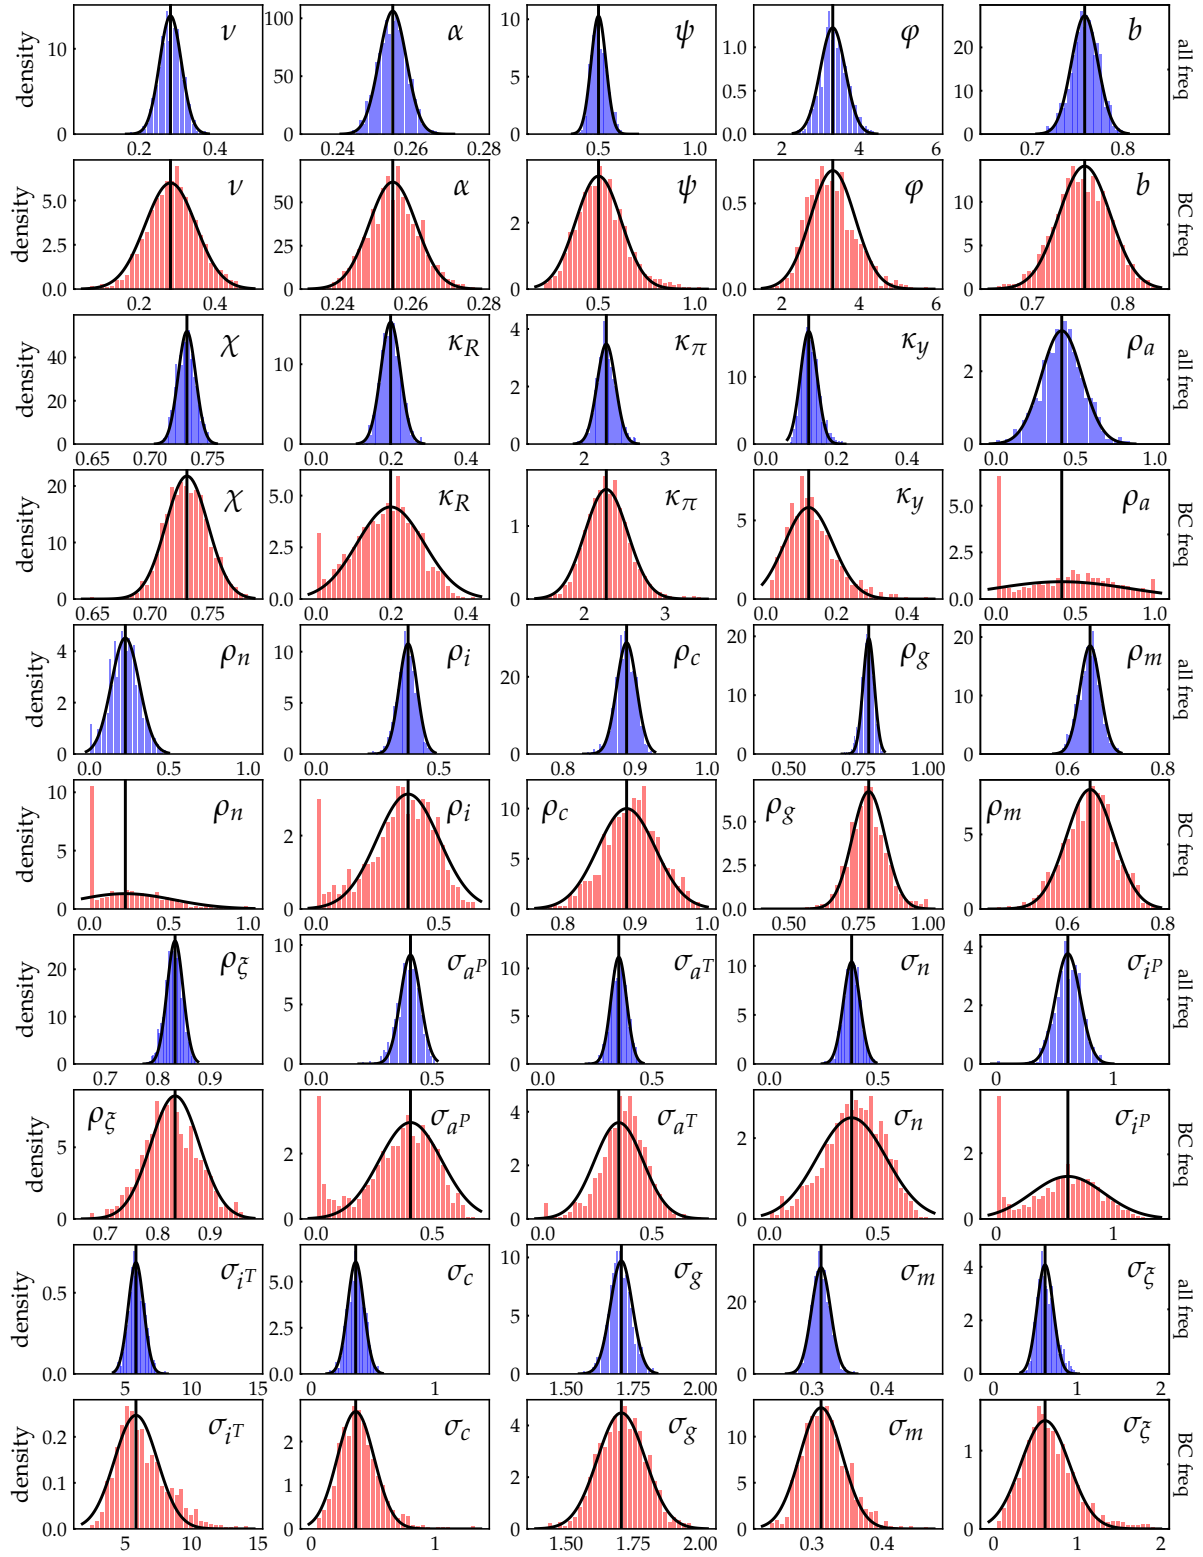 density 0 10 ν 0.2 0.4 0 50 100 α 0.24 0.26 0.28 0 5 10 ψ 0.5 1.0 0.0 0.5 1.0 φ 2 4 6 0 10 20 b 0.7 0.8 all freq
density 0.0 2.5 5.0 ν 0.2 0.4 0 25 50 α 0.24 0.26 0.28 0 2 ψ 0.5 1.0 0.0 0.5 φ 2 4 6 0 5 10 b 0.7 0.8 BC freq
density 0 20 40 χ 0.65 0.70 0.75 0 10 κ_R 0.0 0.2 0.4 0 2 4 κ_π 2 3 0 10 κ_y 0.0 0.2 0.4 0 2 ρ_a 0.0 0.5 1.0 all freq
density 0 10 20 χ 0.65 0.70 0.75 0.0 2.5 5.0 κ_R 0.0 0.2 0.4 0 1 κ_π 2 3 0 5 κ_y 0.0 0.2 0.4 0.0 2.5 5.0 ρ_a 0.0 0.5 1.0 BC freq
density 0 2 4 ρ_n 0.0 0.5 1.0 0 5 10 ρ_i 0.0 0.5 0 20 ρ_c 0.8 0.9 1.0 0 10 20 ρ_g 0.50 0.75 1.00 0 10 20 ρ_m 0.6 0.8 all freq
density 0 5 10 ρ_n 0.0 0.5 1.0 0 2 ρ_i 0.0 0.5 0 5 10 ρ_c 0.8 0.9 1.0 0.0 2.5 5.0 ρ_g 0.50 0.75 1.00 0 5 ρ_m 0.6 0.8 BC freq
density 0 10 20 ρ_ξ 0.7 0.8 0.9 0 5 10 σ_{a^P} 0.0 0.5 0 5 10 σ_{a^T} 0.0 0.5 0 5 10 σ_n 0.0 0.5 0 2 4 σ_{i^P} 0 1 all freq
density 0 5 ρ_ξ 0.7 0.8 0.9 0 2 σ_{a^P} 0.0 0.5 0 2 4 σ_{a^T} 0.0 0.5 0 2 σ_n 0.0 0.5 0 2 σ_{i^P} 0 1 BC freq
density 0.0 0.5 σ_{i^T} 5 10 15 0.0 2.5 5.0 σ_c 0 1 0 5 10 σ_g 1.50 1.75 2.00 0 20 σ_m 0.3 0.4 0 2 4 σ_ξ 0 1 2 all freq
density 0.0 0.1 0.2 σ_{i^T} 5 10 15 0 1 2 σ_c 0 1 0 2 4 σ_g 1.50 1.75 2.00 0 5 10 σ_m 0.3 0.4 0 1 σ_ξ 0 1 2 BC freq